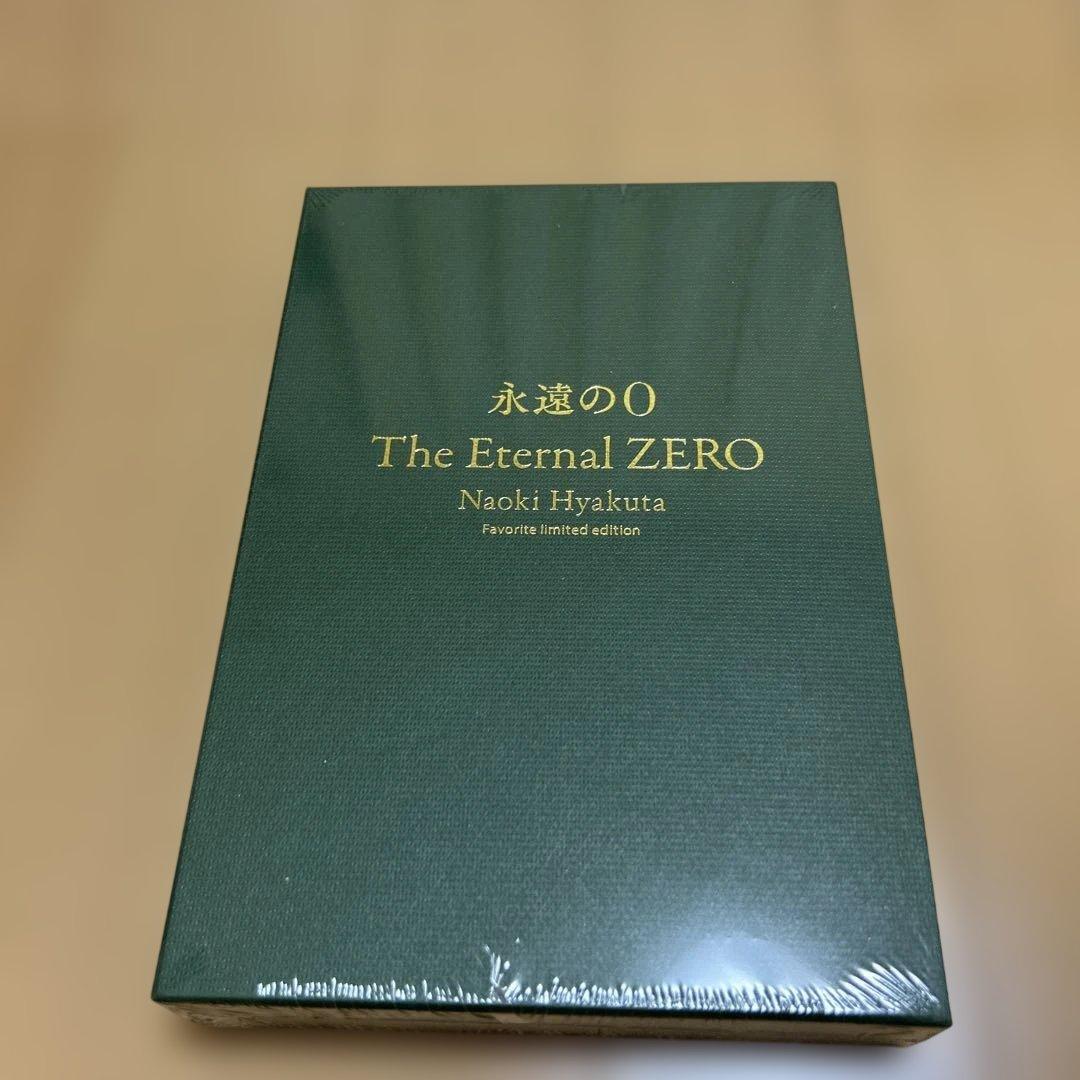 永遠の0
The Eternal ZERO
Naoki Hyakuta
Favorite limited edition